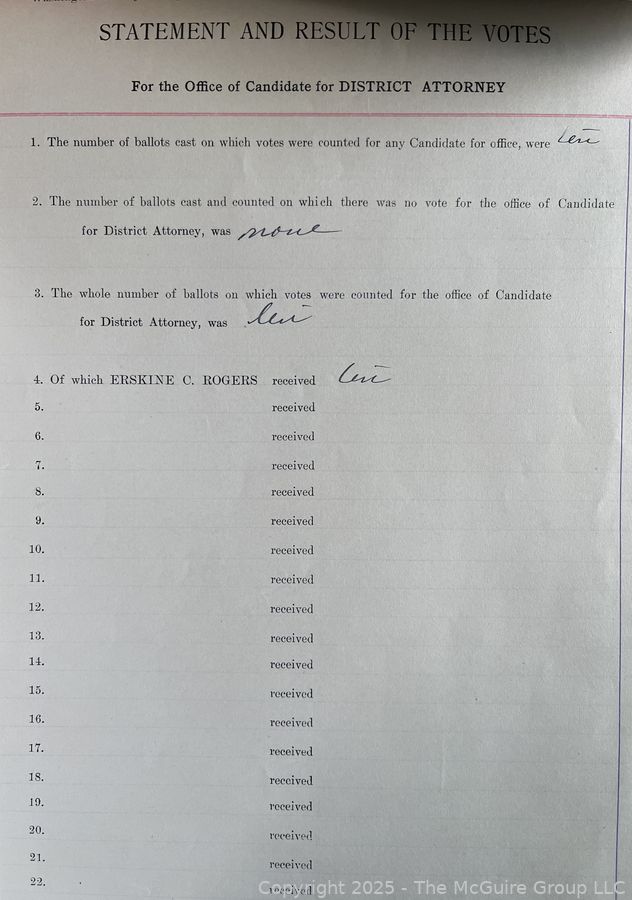 STATEMENT AND RESULT OF THE VOTES
For the Office of Candidate for DISTRICT ATTORNEY
1. The number of ballots cast on which votes were counted for any Candidate for office, were ten
2. The number of ballots cast and counted on which there was no vote for the office of Candidate
for District Attorney, was none
3. The whole number of ballots on which votes were counted for the office of Candidate
for District Attorney, was ten
4. Of which ERSKINE C. ROGERS received ten
5. received
6. received
7. received
8. received
9. received
10. received
11. received
12. received
13. received
14. received
15. received
16. received
17. received
18. received
19. received
20. received
21. received
22. received
Copyright 2025 - The McGuire Group LLC